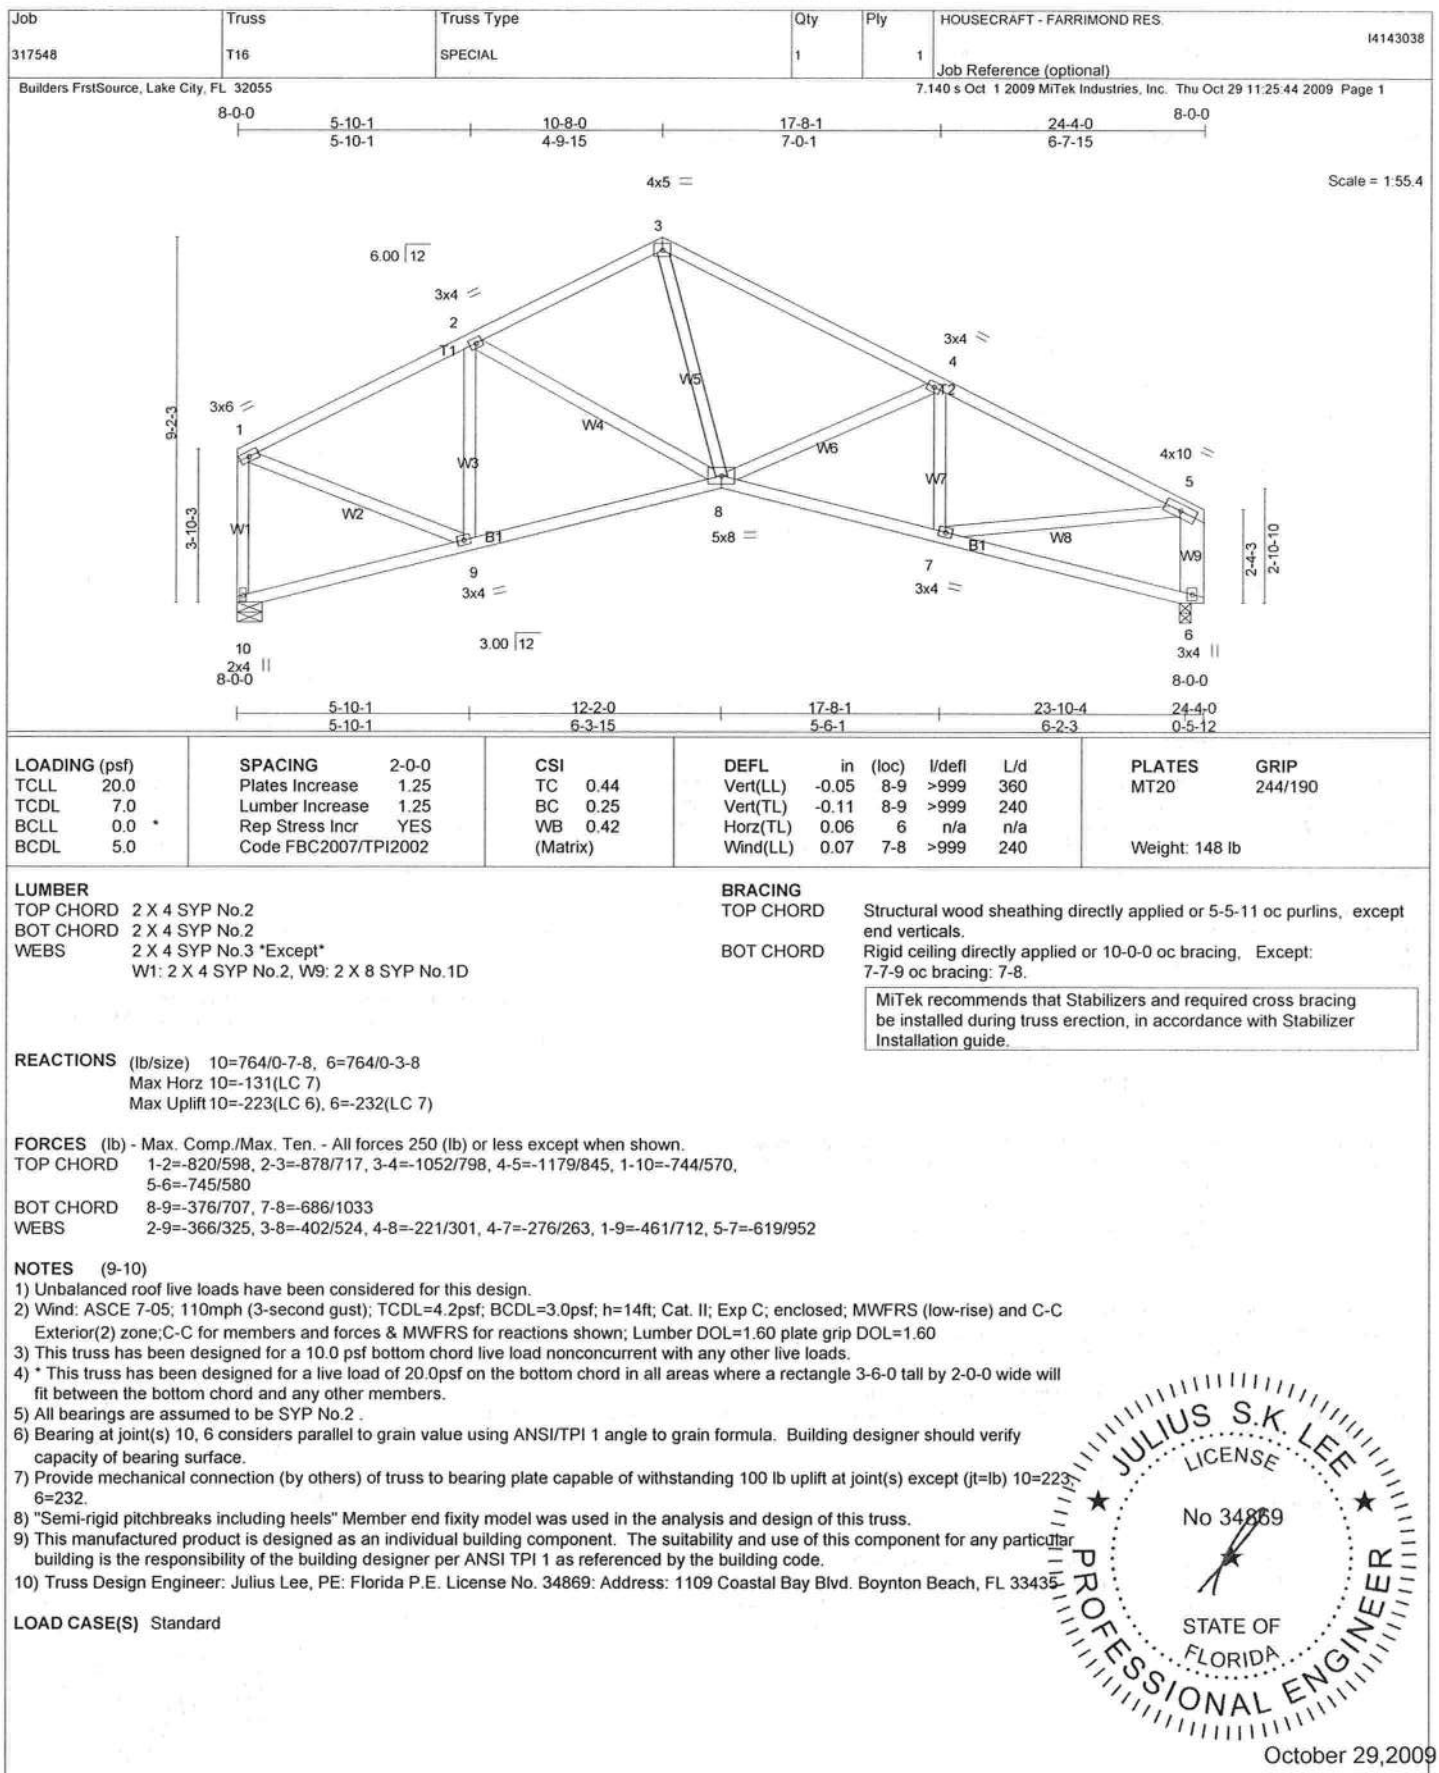 Job Truss Truss Type Qty Ply HOUSECRAFT - FARRIMOND RES.
I4143038
317548 T16 SPECIAL 1 1
Job Reference (optional)
Builders FrstSource, Lake City, FL 32055 7.140 s Oct 1 2009 MiTek Industries, Inc. Thu Oct 29 11:25:44 2009 Page 1
8-0-0 8-0-0
5-10-1 10-8-0 17-8-1 24-4-0
5-10-1 4-9-15 7-0-1 6-7-15
4x5 = Scale = 1:55.4
3
6.00 12
3x4 =
2
T1
3x4 =
4
T2
W5
3x6 =
1
9-2-3
W4
W6
4x10 =
5
W3
W7
3-10-3
W1
W2
8
5x8 =
B1
9
3x4 =
7
3x4 =
B1
W8
W9
2-4-3
2-10-10
3.00 12
10
2x4 ||
8-0-0
6
3x4 ||
8-0-0
5-10-1 12-2-0 17-8-1 23-10-4 24-4-0
5-10-1 6-3-15 5-6-1 6-2-3 0-5-12
LOADING (psf) SPACING 2-0-0 CSI DEFL in (loc) l/defl L/d PLATES GRIP
TCLL 20.0 Plates Increase 1.25 TC 0.44 Vert(LL) -0.05 8-9 >999 360 MT20 244/190
TCDL 7.0 Lumber Increase 1.25 BC 0.25 Vert(TL) -0.11 8-9 >999 240
BCLL 0.0 * Rep Stress Incr YES WB 0.42 Horz(TL) 0.06 6 n/a n/a
BCDL 5.0 Code FBC2007/TPI2002 (Matrix) Wind(LL) 0.07 7-8 >999 240 Weight: 148 lb
LUMBER
TOP CHORD 2 X 4 SYP No.2
BOT CHORD 2 X 4 SYP No.2
WEBS 2 X 4 SYP No.3 *Except*
W1: 2 X 4 SYP No.2, W9: 2 X 8 SYP No.1D
BRACING
TOP CHORD Structural wood sheathing directly applied or 5-5-11 oc purlins, except
end verticals.
BOT CHORD Rigid ceiling directly applied or 10-0-0 oc bracing, Except:
7-7-9 oc bracing: 7-8.
MiTek recommends that Stabilizers and required cross bracing
be installed during truss erection, in accordance with Stabilizer
Installation guide.
REACTIONS (lb/size) 10=764/0-7-8, 6=764/0-3-8
Max Horz 10=-131(LC 7)
Max Uplift 10=-223(LC 6), 6=-232(LC 7)
FORCES (lb) - Max. Comp./Max. Ten. - All forces 250 (lb) or less except when shown.
TOP CHORD 1-2=-820/598, 2-3=-878/717, 3-4=-1052/798, 4-5=-1179/845, 1-10=-744/570,
5-6=-745/580
BOT CHORD 8-9=-376/707, 7-8=-686/1033
WEBS 2-9=-366/325, 3-8=-402/524, 4-8=-221/301, 4-7=-276/263, 1-9=-461/712, 5-7=-619/952
NOTES (9-10)
1) Unbalanced roof live loads have been considered for this design.
2) Wind: ASCE 7-05; 110mph (3-second gust); TCDL=4.2psf; BCDL=3.0psf; h=14ft; Cat. II; Exp C; enclosed; MWFRS (low-rise) and C-C
Exterior(2) zone;C-C for members and forces & MWFRS for reactions shown; Lumber DOL=1.60 plate grip DOL=1.60
3) This truss has been designed for a 10.0 psf bottom chord live load nonconcurrent with any other live loads.
4) * This truss has been designed for a live load of 20.0psf on the bottom chord in all areas where a rectangle 3-6-0 tall by 2-0-0 wide will
fit between the bottom chord and any other members.
5) All bearings are assumed to be SYP No.2 .
6) Bearing at joint(s) 10, 6 considers parallel to grain value using ANSI/TPI 1 angle to grain formula. Building designer should verify
capacity of bearing surface.
7) Provide mechanical connection (by others) of truss to bearing plate capable of withstanding 100 lb uplift at joint(s) except (jt=lb) 10=223,
6=232.
8) "Semi-rigid pitchbreaks including heels" Member end fixity model was used in the analysis and design of this truss.
9) This manufactured product is designed as an individual building component. The suitability and use of this component for any particular
building is the responsibility of the building designer per ANSI TPI 1 as referenced by the building code.
10) Truss Design Engineer: Julius Lee, PE: Florida P.E. License No. 34869: Address: 1109 Coastal Bay Blvd. Boynton Beach, FL 33435
LOAD CASE(S) Standard
JULIUS S.K. LEE
LICENSE
No 34869
STATE OF
FLORIDA
PROFESSIONAL ENGINEER
October 29,2009